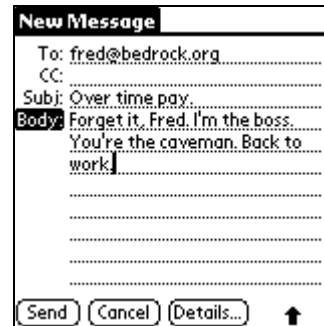 New Message
To: fred@bedrock.org
CC:
Subj: Over time pay.
Body: Forget it, Fred. I'm the boss.
You're the caveman. Back to
work.
Send Cancel Details...